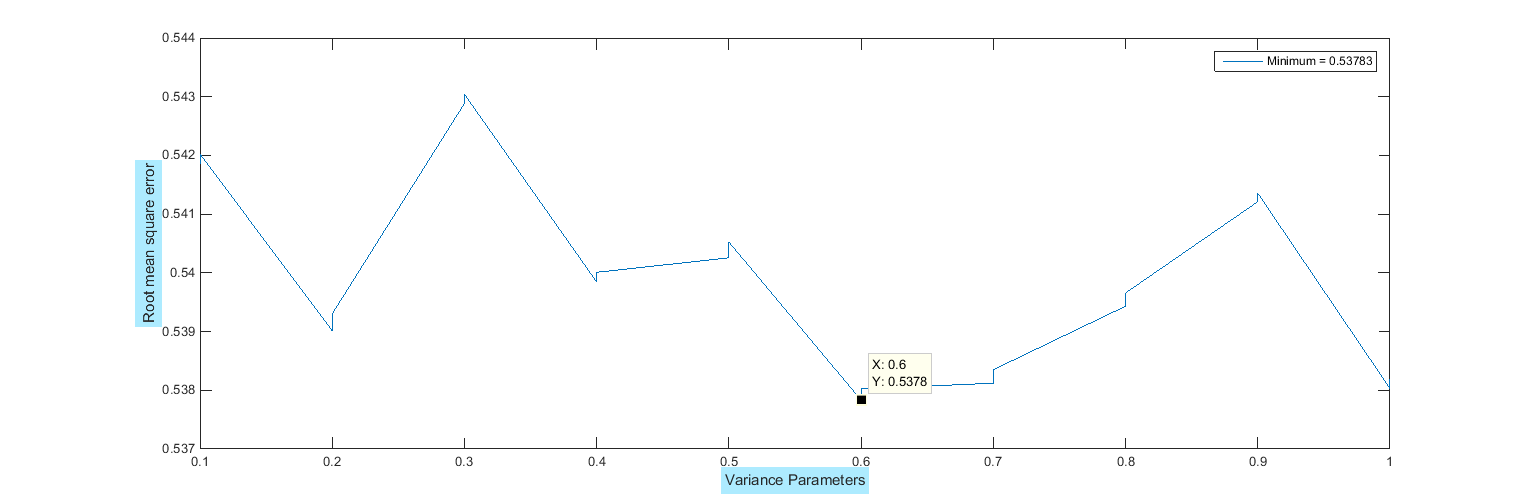 0.544
0.543
0.542
0.541
0.54
0.539
0.538
0.537
Root mean square error
Minimum = 0.53783
X: 0.6
Y: 0.5378
0.1 0.2 0.3 0.4 0.5 0.6 0.7 0.8 0.9 1
Variance Parameters